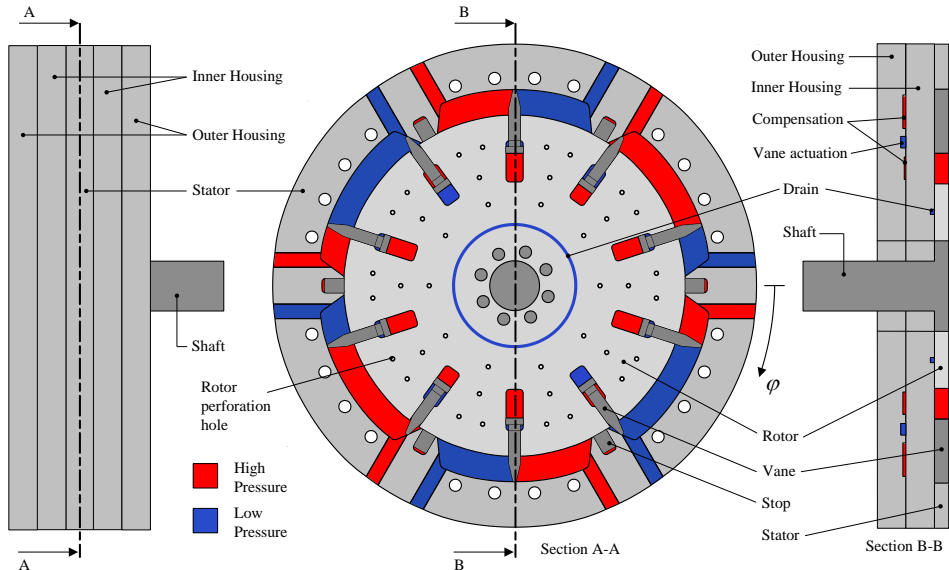 A
B
Inner Housing
Outer Housing
Stator
Shaft
Rotor
perforation
hole
High
Pressure
Low
Pressure
A
B
Section A-A
Outer Housing
Inner Housing
Compensation
Vane actuation
Drain
Shaft
φ
Rotor
Vane
Stop
Stator
Section B-B